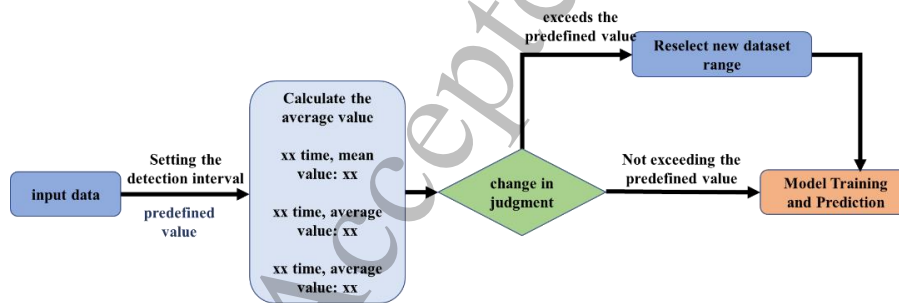 input data
Setting the
detection interval
predefined
value
Calculate the
average value
xx time, mean
value: xx
xx time, average
value: xx
xx time, average
value: xx
change in
judgment
exceeds the
predefined value
Reselect new dataset
range
Not exceeding the
predefined value
Model Training
and Prediction